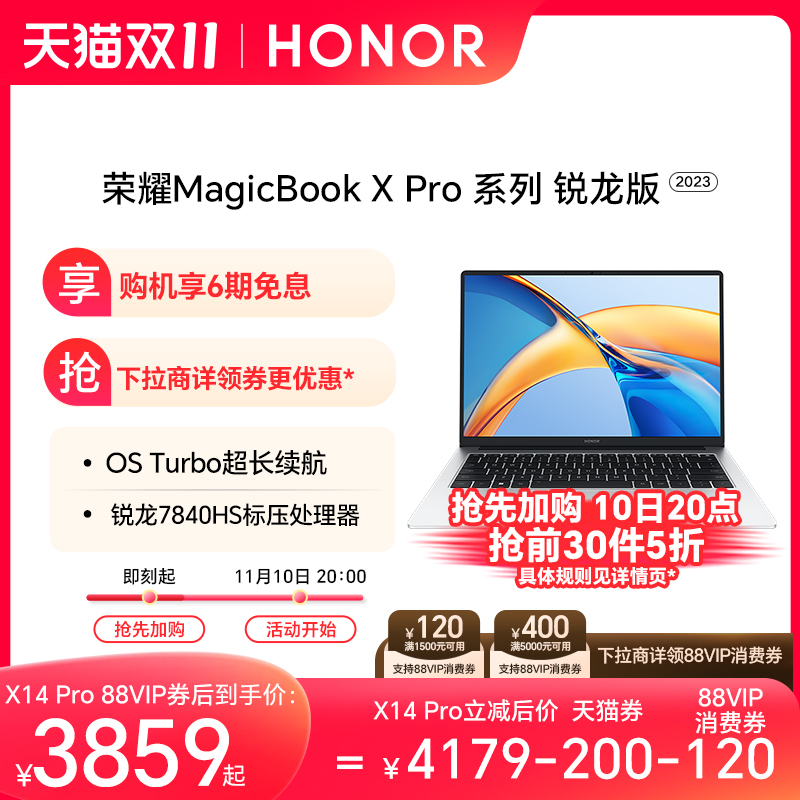 天猫双11 | HONOR
荣耀MagicBook X Pro 系列 锐龙版 2023
享 购机享6期免息
抢 下拉商详领券更优惠*
• OS Turbo超长续航
• 锐龙7840HS标压处理器
HONOR
抢先加购 10日20点
抢前30件5折
具体规则见详情页*
即刻起 11月10日 20:00
抢先加购 活动开始
¥120 ¥400
满1500元可用 满5000元可用
支持88VIP消费券 支持88VIP消费券
下拉商详领88VIP消费券
X14 Pro 88VIP券后到手价:
¥3859起
X14 Pro立减后价 天猫券 88VIP
消费券
= ¥4179-200-120